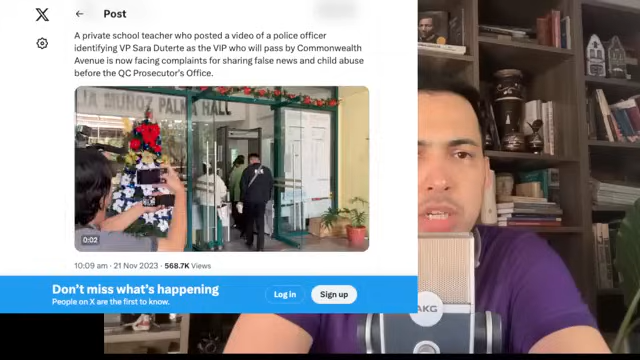 Post
A private school teacher who posted a video of a police officer
identifying VP Sara Duterte as the VIP who will pass by Commonwealth
Avenue is now facing complaints for sharing false news and child abuse
before the QC Prosecutor's Office.
MUÑOZ PALMA HALL
0:02
10:09 am · 21 Nov 2023 · 568.7K Views
Don't miss what's happening
People on X are the first to know.
Log in
Sign up
AKG